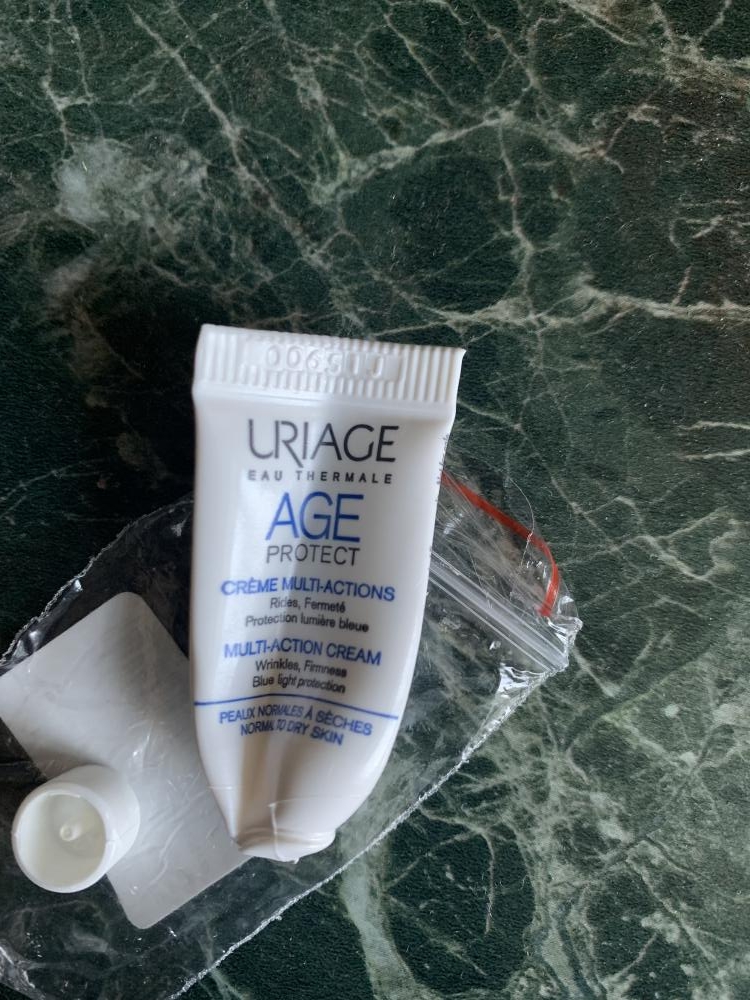 URIAGE
EAU THERMALE
AGE
PROTECT
CRÈME MULTI-ACTIONS
Rides, Fermeté
Protection lumière bleue
MULTI-ACTION CREAM
Wrinkles, Firmness
Blue light protection
PEAUX NORMALES À SÈCHES
NORMAL TO DRY SKIN